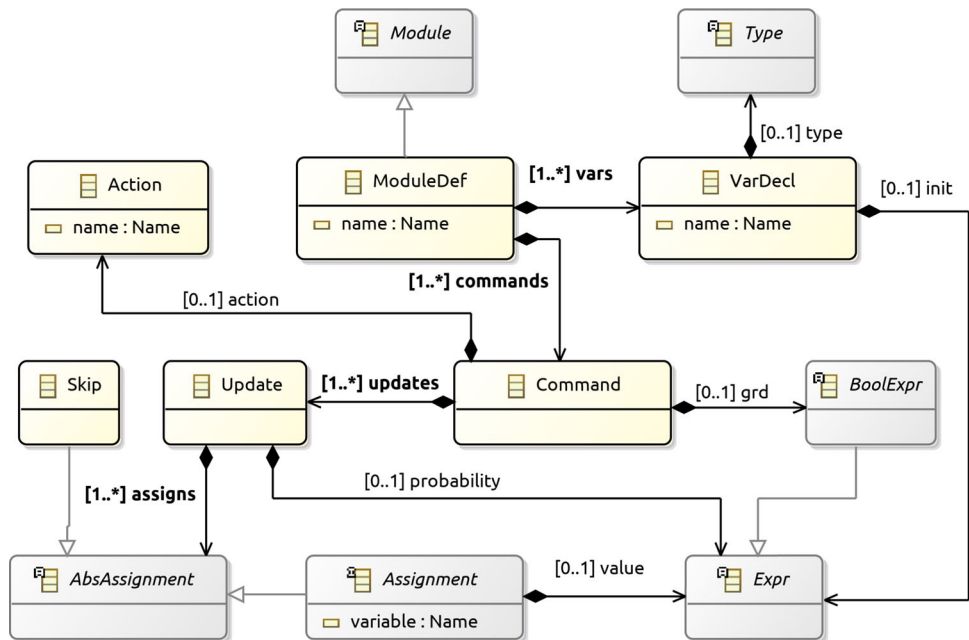 Module
Type
[0..1] type
Action
name : Name
ModuleDef
name : Name
[1..*] vars
VarDecl
name : Name
[0..1] init
[1..*] commands
[0..1] action
Skip
Update
[1..*] updates
Command
[0..1] grd
BoolExpr
[1..*] assigns
[0..1] probability
AbsAssignment
Assignment
variable : Name
[0..1] value
Expr